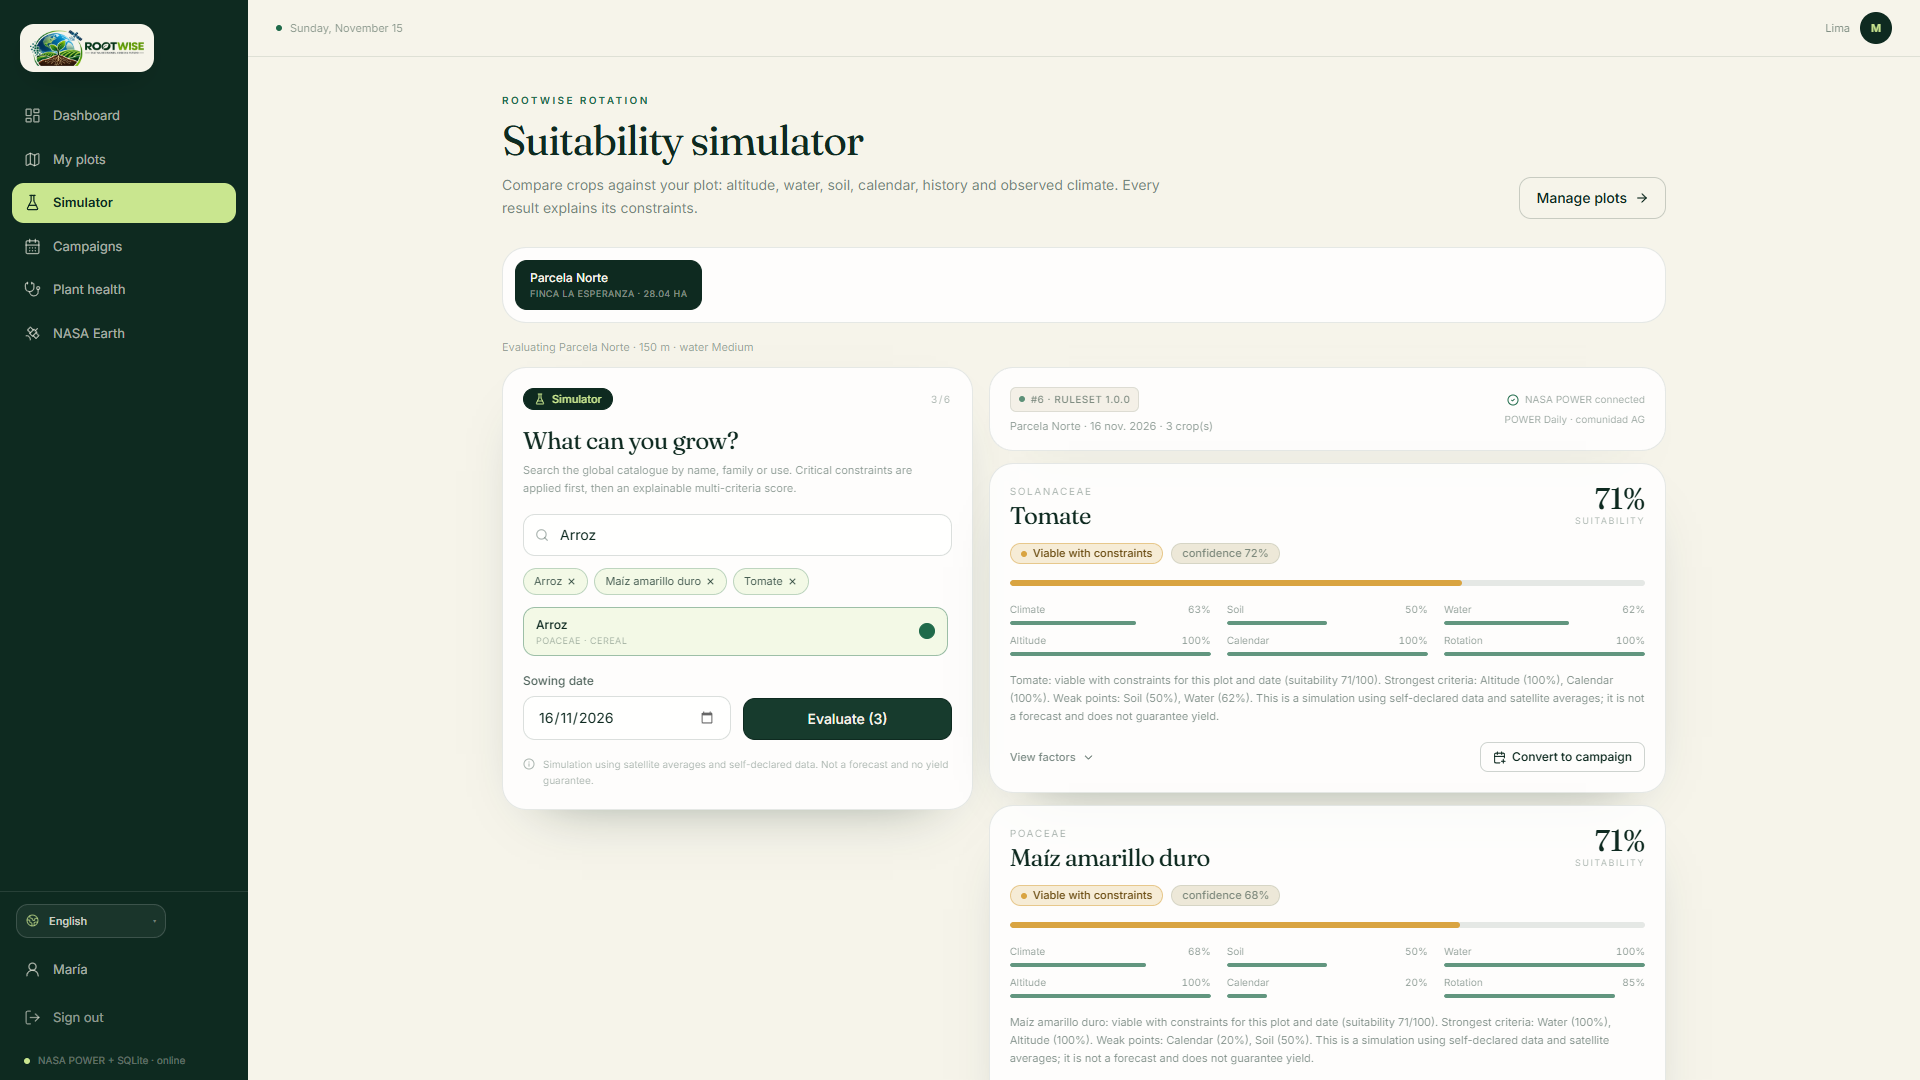 ROOTWISE
Dashboard
My plots
Simulator
Campaigns
Plant health
NASA Earth
English
María
Sign out
NASA POWER + SQLite · online
Sunday, November 15
Lima
M
ROOTWISE ROTATION
Suitability simulator
Compare crops against your plot: altitude, water, soil, calendar, history and observed climate. Every
result explains its constraints.
Manage plots →
Parcela Norte
FINCA LA ESPERANZA · 28.04 HA
Evaluating Parcela Norte · 150 m · water Medium
Simulator
3 / 6
What can you grow?
Search the global catalogue by name, family or use. Critical constraints are
applied first, then an explainable multi-criteria score.
Arroz
Arroz × Maíz amarillo duro × Tomate ×
Arroz
POACEAE · CEREAL
Sowing date
16/11/2026
Evaluate (3)
Simulation using satellite averages and self-declared data. Not a forecast and no yield
guarantee.
#6 · RULESET 1.0.0
Parcela Norte · 16 nov. 2026 · 3 crop(s)
NASA POWER connected
POWER Daily · comunidad AG
SOLANACEAE
Tomate
71%
SUITABILITY
Viable with constraints
confidence 72%
Climate 63% Soil 50% Water 62%
Altitude 100% Calendar 100% Rotation 100%
Tomate: viable with constraints for this plot and date (suitability 71/100). Strongest criteria: Altitude (100%), Calendar
(100%). Weak points: Soil (50%), Water (62%). This is a simulation using self-declared data and satellite averages; it is not
a forecast and does not guarantee yield.
View factors
Convert to campaign
POACEAE
Maíz amarillo duro
71%
SUITABILITY
Viable with constraints
confidence 68%
Climate 68% Soil 50% Water 100%
Altitude 100% Calendar 20% Rotation 85%
Maíz amarillo duro: viable with constraints for this plot and date (suitability 71/100). Strongest criteria: Water (100%),
Altitude (100%). Weak points: Calendar (20%), Soil (50%). This is a simulation using self-declared data and satellite
averages; it is not a forecast and does not guarantee yield.